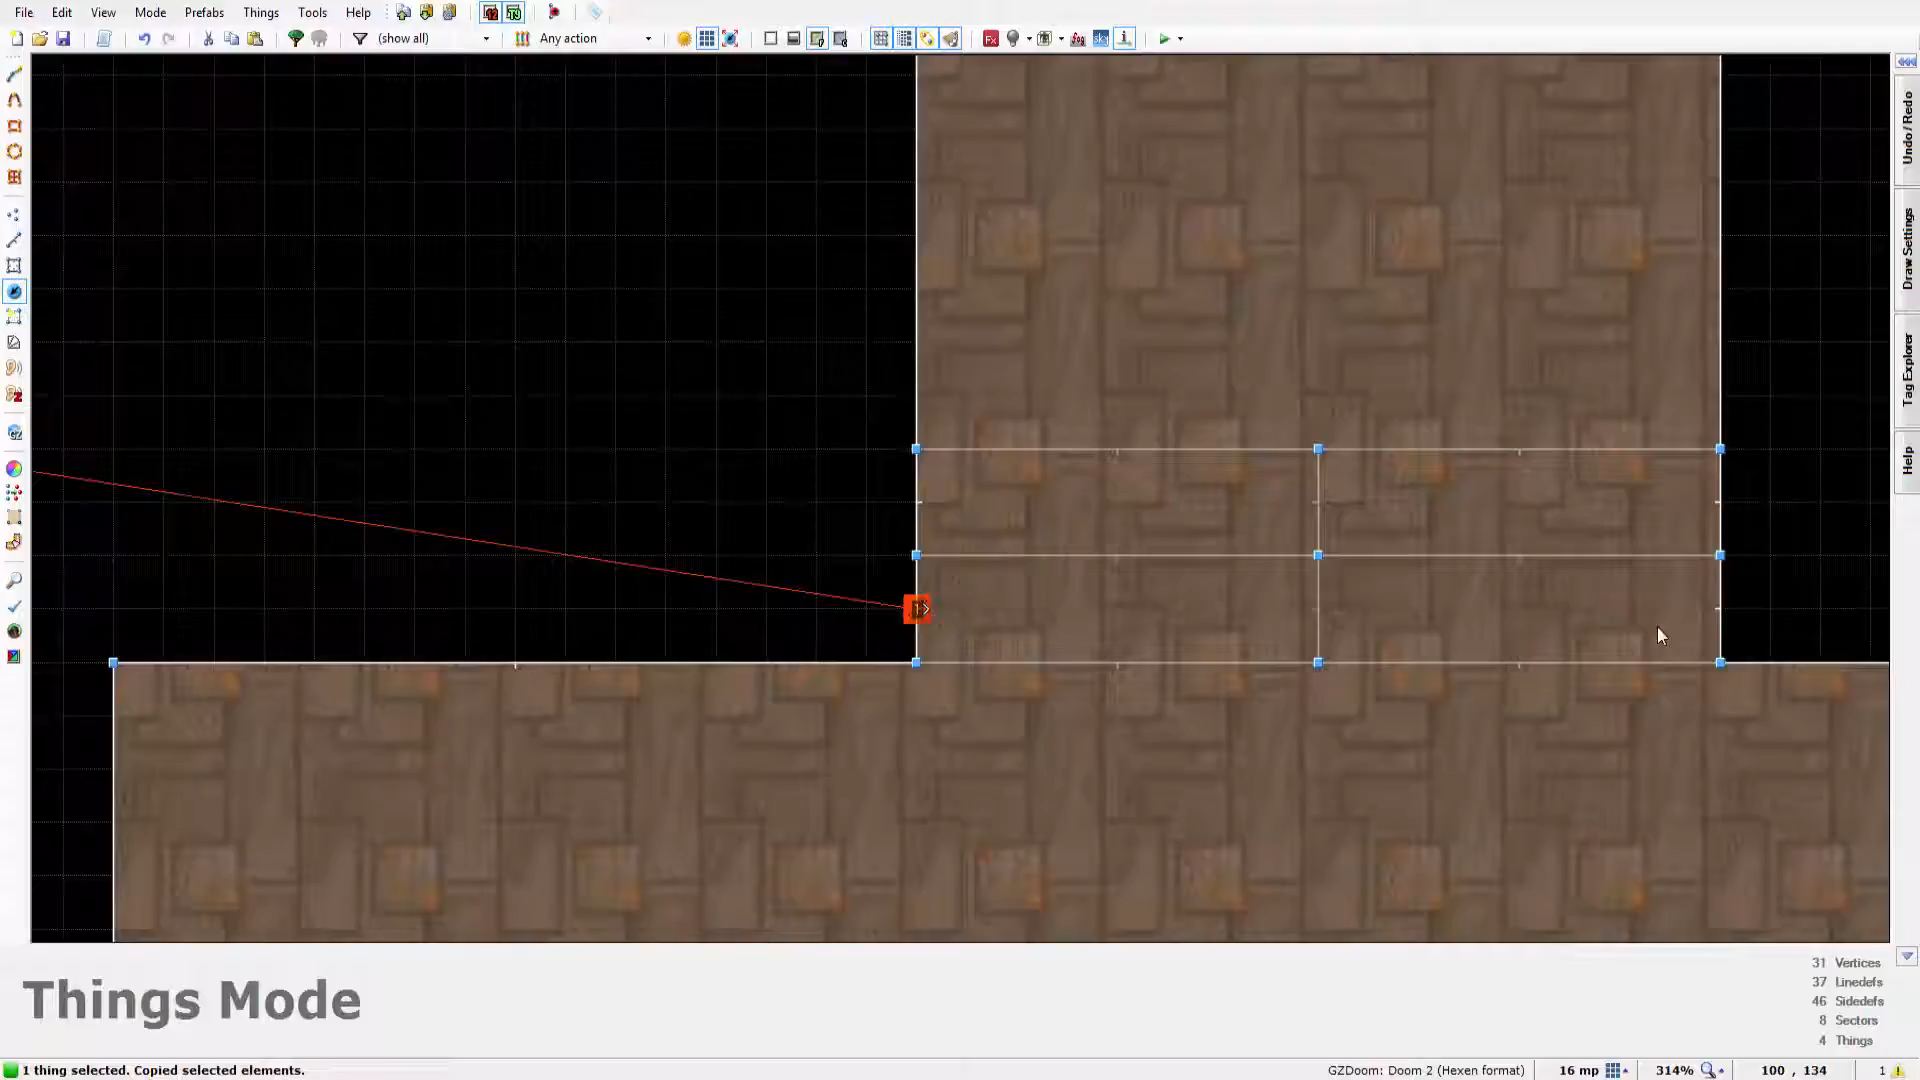 File Edit View Mode Prefabs Things Tools Help
(show all) Any action
Undo / Redo
Draw Settings
Tag Explorer
Help
Things Mode
31 Vertices
37 Linedefs
46 Sidedefs
8 Sectors
4 Things
1 thing selected. Copied selected elements. GZDoom: Doom 2 (Hexen format) 16 mp 314% 100 , 134 1